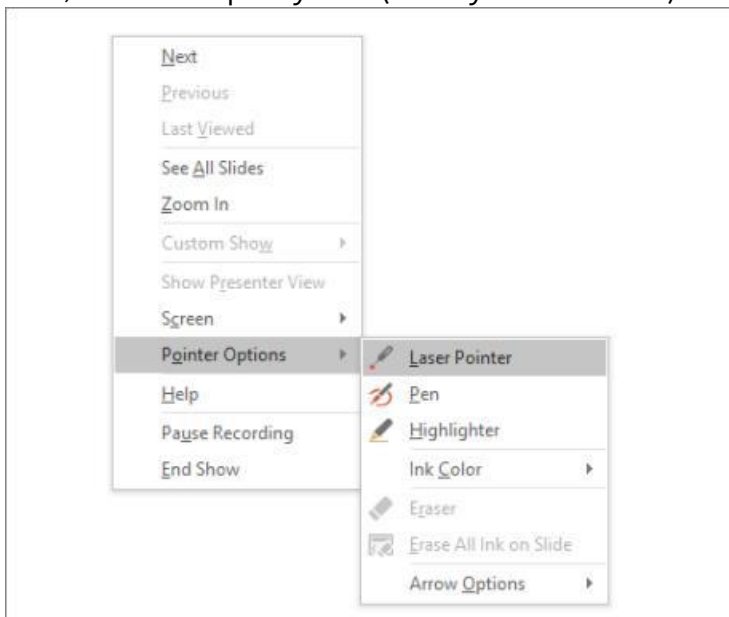 Next
Previous
Last Viewed
See All Slides
Zoom In
Custom Show
Show Presenter View
Screen
Pointer Options
Help
Pause Recording
End Show
Laser Pointer
Pen
Highlighter
Ink Color
Eraser
Erase All Ink on Slide
Arrow Options